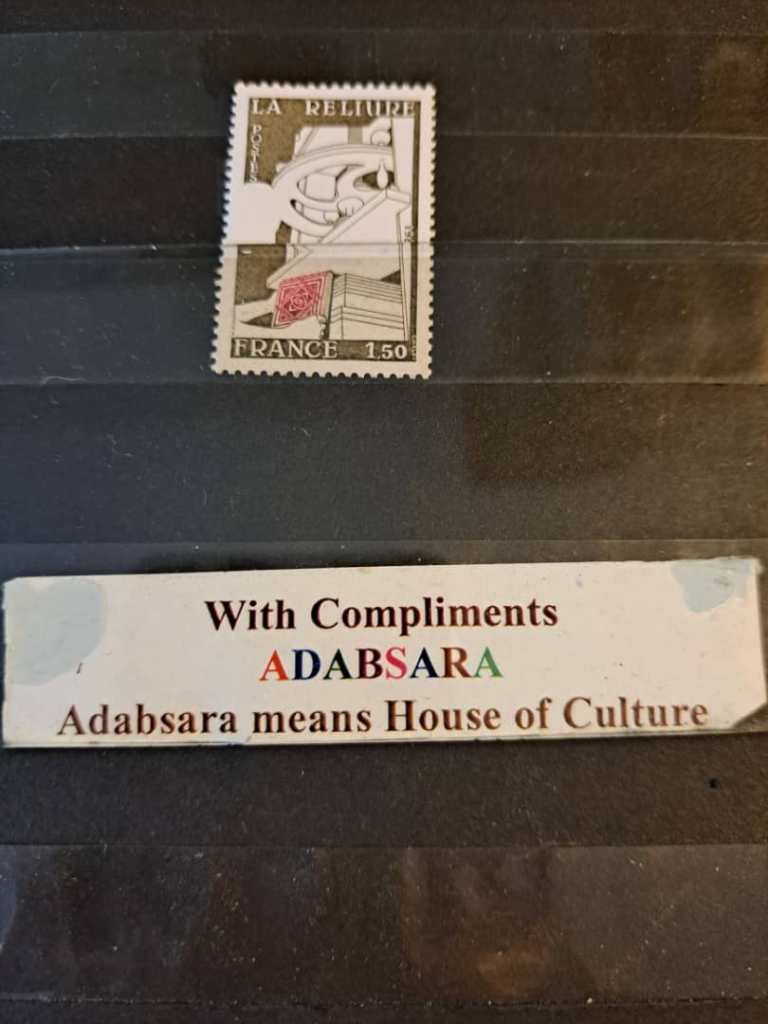 LA RELIURE
POSTES
FRANCE 1,50
With Compliments
ADABSARA
Adabsara means House of Culture